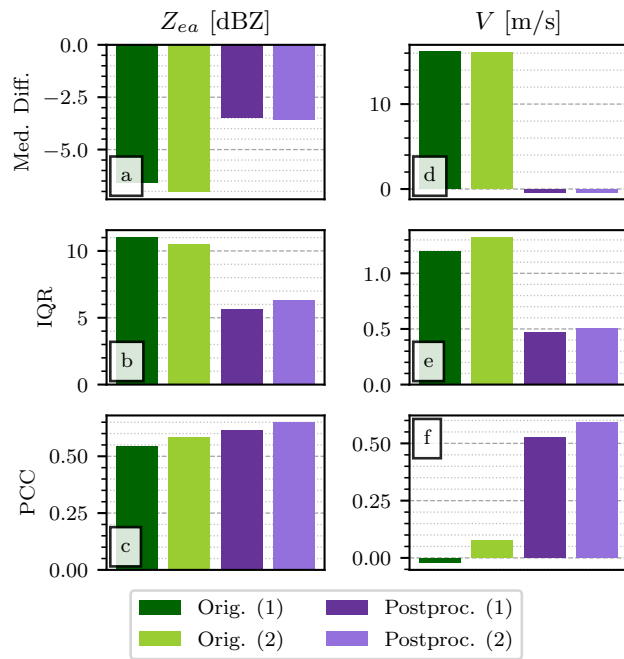 Z_ea [dBZ]
V [m/s]
Med. Diff.
0.0
−2.5
−5.0
a
10
0
d
IQR
10
5
0
b
1.0
0.5
0.0
e
PCC
0.50
0.25
0.00
c
0.50
0.25
0.00
f
Orig. (1)
Postproc. (1)
Orig. (2)
Postproc. (2)